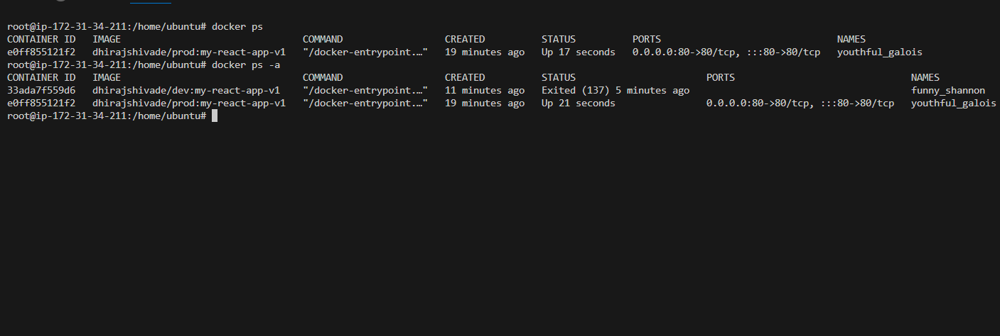 root@ip-172-31-34-211:/home/ubuntu# docker ps
CONTAINER ID   IMAGE                                COMMAND                  CREATED          STATUS          PORTS                               NAMES
e0ff855121f2   dhirajshivade/prod:my-react-app-v1   "/docker-entrypoint.…"   19 minutes ago   Up 17 seconds   0.0.0.0:80->80/tcp, :::80->80/tcp   youthful_galois
root@ip-172-31-34-211:/home/ubuntu# docker ps -a
CONTAINER ID   IMAGE                                COMMAND                  CREATED          STATUS                       PORTS                               NAMES
33ada7f559d6   dhirajshivade/dev:my-react-app-v1    "/docker-entrypoint.…"   11 minutes ago   Exited (137) 5 minutes ago                                       funny_shannon
e0ff855121f2   dhirajshivade/prod:my-react-app-v1   "/docker-entrypoint.…"   19 minutes ago   Up 21 seconds                0.0.0.0:80->80/tcp, :::80->80/tcp   youthful_galois
root@ip-172-31-34-211:/home/ubuntu#